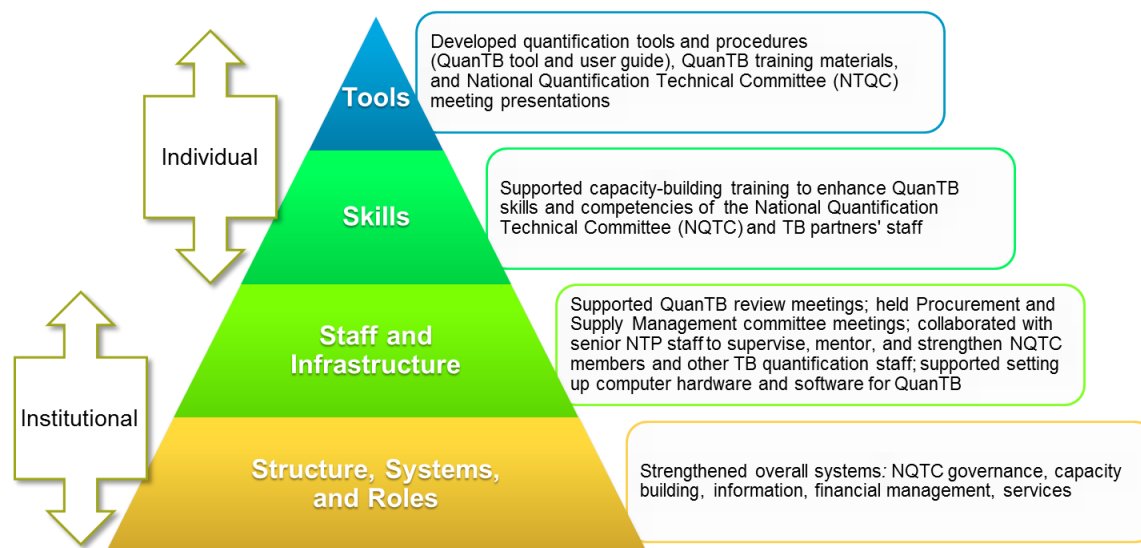 Developed quantification tools and procedures
(QuanTB tool and user guide), QuanTB training materials,
and National Quantification Technical Committee (NTQC)
meeting presentations
Tools
Individual
Skills
Supported capacity-building training to enhance QuanTB
skills and competencies of the National Quantification
Technical Committee (NQTC) and TB partners' staff
Staff and
Infrastructure
Supported QuanTB review meetings; held Procurement and
Supply Management committee meetings; collaborated with
senior NTP staff to supervise, mentor, and strengthen NQTC
members and other TB quantification staff; supported setting
up computer hardware and software for QuanTB
Institutional
Structure, Systems,
and Roles
Strengthened overall systems: NQTC governance, capacity
building, information, financial management, services